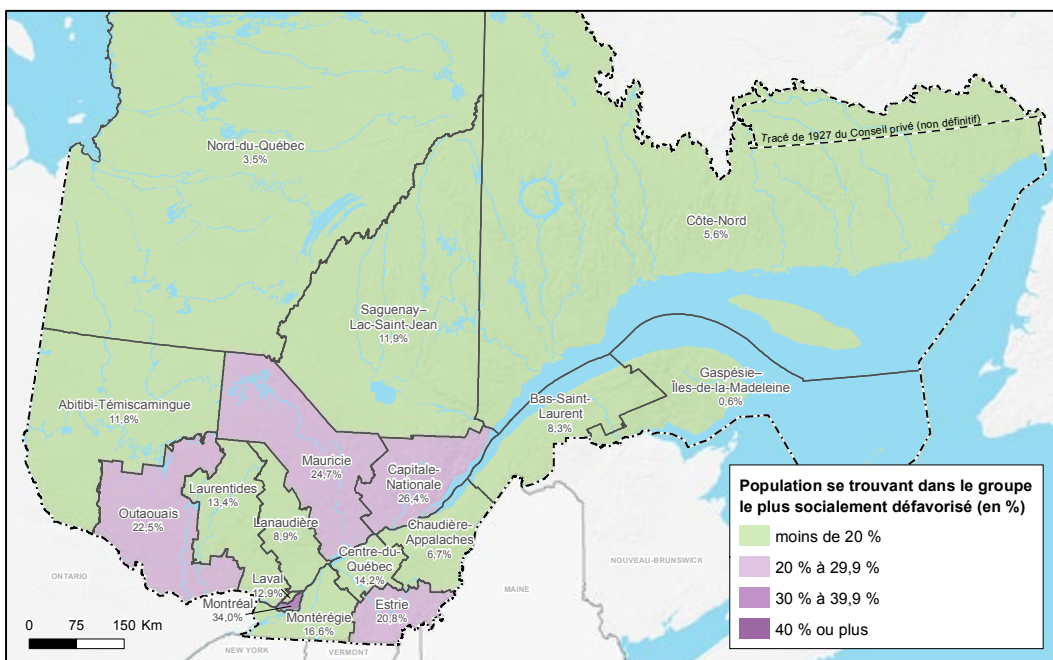 Tracé de 1927 du Conseil privé (non définitif)
Nord-du-Québec
3,5%
Côte-Nord
5,6%
Saguenay–
Lac-Saint-Jean
11,9%
Gaspésie–
Îles-de-la-Madeleine
0,6%
Bas-Saint-
Laurent
8,3%
Abitibi-Témiscamingue
11,8%
Mauricie
24,7%
Capitale-
Nationale
26,4%
Laurentides
13,4%
Outaouais
22,5%
Lanaudière
8,9%
Chaudière-
Appalaches
6,7%
Centre-du-
Québec
14,2%
Laval
12,9%
Montréal
34,0%
Montérégie
16,6%
Estrie
20,8%
ONTARIO
NEW YORK
VERMONT
MAINE
NOUVEAU-BRUNSWICK
0 75 150 Km
Population se trouvant dans le groupe
le plus socialement défavorisé (en %)
moins de 20 %
20 % à 29,9 %
30 % à 39,9 %
40 % ou plus